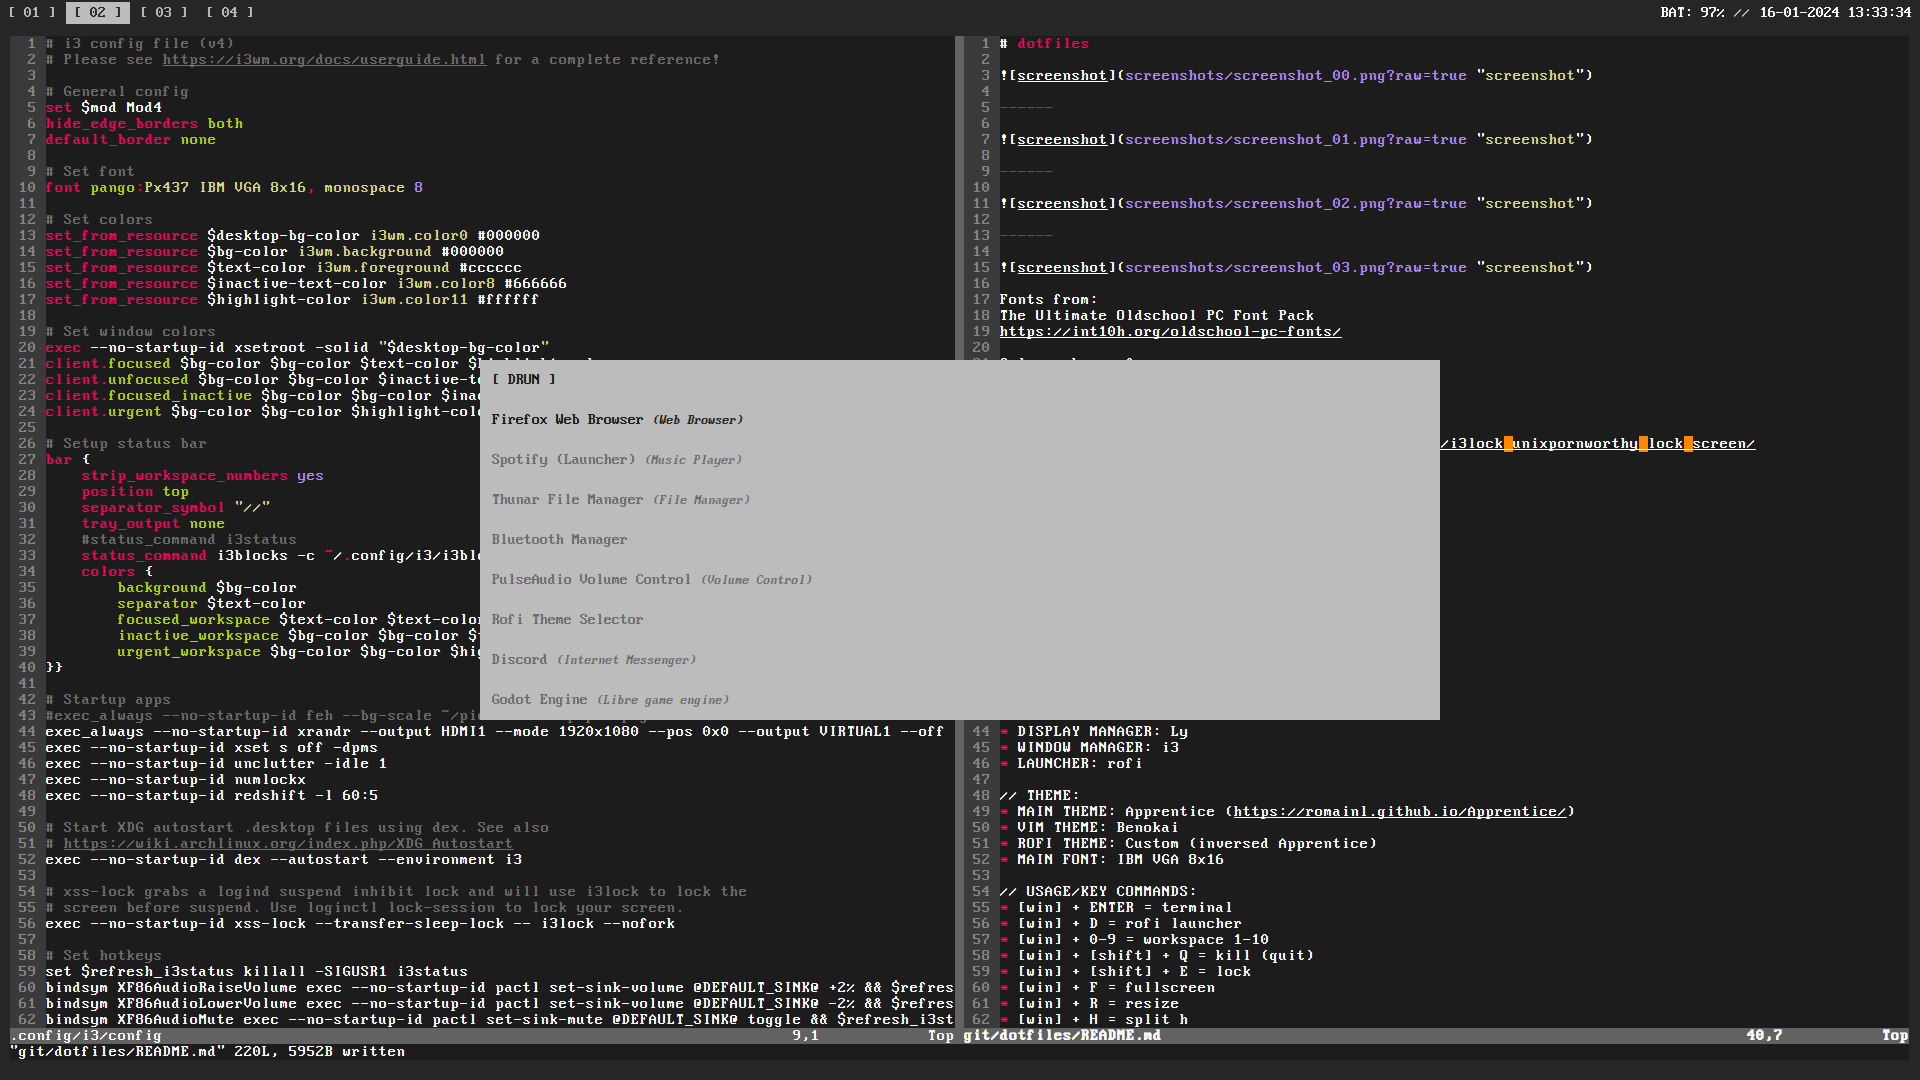 [ 01 ] [ 02 ] [ 03 ] [ 04 ]
BAT: 97% // 16-01-2024 13:33:34
1 # i3 config file (v4)
2 # Please see https://i3wm.org/docs/userguide.html for a complete reference!
3
4 # General config
5 set $mod Mod4
6 hide_edge_borders both
7 default_border none
8
9 # Set font
10 font pango:Px437 IBM VGA 8x16, monospace 8
11
12 # Set colors
13 set_from_resource $desktop-bg-color i3wm.color0 #000000
14 set_from_resource $bg-color i3wm.background #000000
15 set_from_resource $text-color i3wm.foreground #cccccc
16 set_from_resource $inactive-text-color i3wm.color8 #666666
17 set_from_resource $highlight-color i3wm.color11 #ffffff
18
19 # Set window colors
20 exec --no-startup-id xsetroot -solid "$desktop-bg-color"
21 client.focused $bg-color $bg-color $text-color
22 client.unfocused $bg-color $bg-color $inactive-te
23 client.focused_inactive $bg-color $bg-color $ina
24 client.urgent $bg-color $bg-color $highlight-colo
25
26 # Setup status bar
27 bar {
28 strip_workspace_numbers yes
29 position top
30 separator_symbol "//"
31 tray_output none
32 #status_command i3status
33 status_command i3blocks -c ~/.config/i3/i3blo
34 colors {
35 background $bg-color
36 separator $text-color
37 focused_workspace $text-color $text-color
38 inactive_workspace $bg-color $bg-color $
39 urgent_workspace $bg-color $bg-color $hig
40 }}
41
42 # Startup apps
43 #exec_always --no-startup-id feh --bg-scale ~/pi
44 exec_always --no-startup-id xrandr --output HDMI1 --mode 1920x1080 --pos 0x0 --output VIRTUAL1 --off
45 exec --no-startup-id xset s off -dpms
46 exec --no-startup-id unclutter -idle 1
47 exec --no-startup-id numlockx
48 exec --no-startup-id redshift -l 60:5
49
50 # Start XDG autostart .desktop files using dex. See also
51 # https://wiki.archlinux.org/index.php/XDG_Autostart
52 exec --no-startup-id dex --autostart --environment i3
53
54 # xss-lock grabs a logind suspend inhibit lock and will use i3lock to lock the
55 # screen before suspend. Use loginctl lock-session to lock your screen.
56 exec --no-startup-id xss-lock --transfer-sleep-lock -- i3lock --nofork
57
58 # Set hotkeys
59 set $refresh_i3status killall -SIGUSR1 i3status
60 bindsym XF86AudioRaiseVolume exec --no-startup-id pactl set-sink-volume @DEFAULT_SINK@ +2% && $refres
61 bindsym XF86AudioLowerVolume exec --no-startup-id pactl set-sink-volume @DEFAULT_SINK@ -2% && $refres
62 bindsym XF86AudioMute exec --no-startup-id pactl set-sink-mute @DEFAULT_SINK@ toggle && $refresh_i3st
.config/i3/config 9,1 Top
"git/dotfiles/README.md" 220L, 5952B written
[ DRUN ]
Firefox Web Browser (Web Browser)
Spotify (Launcher) (Music Player)
Thunar File Manager (File Manager)
Bluetooth Manager
PulseAudio Volume Control (Volume Control)
Rofi Theme Selector
Discord (Internet Messenger)
Godot Engine (Libre game engine)
1 # dotfiles
2
3 ![screenshot](screenshots/screenshot_00.png?raw=true "screenshot")
4
5 ------
6
7 ![screenshot](screenshots/screenshot_01.png?raw=true "screenshot")
8
9 ------
10
11 ![screenshot](screenshots/screenshot_02.png?raw=true "screenshot")
12
13 ------
14
15 ![screenshot](screenshots/screenshot_03.png?raw=true "screenshot")
16
17 Fonts from:
18 The Ultimate Oldschool PC Font Pack
19 https://int10h.org/oldschool-pc-fonts/
20
/i3lock_unixpornworthy_lock_screen/
44 * DISPLAY MANAGER: Ly
45 * WINDOW MANAGER: i3
46 * LAUNCHER: rofi
47
48 // THEME:
49 * MAIN THEME: Apprentice (https://romainl.github.io/Apprentice/)
50 * VIM THEME: Benokai
51 * ROFI THEME: Custom (inversed Apprentice)
52 * MAIN FONT: IBM VGA 8x16
53
54 // USAGE/KEY COMMANDS:
55 * [win] + ENTER = terminal
56 * [win] + D = rofi launcher
57 * [win] + 0-9 = workspace 1-10
58 * [win] + [shift] + Q = kill (quit)
59 * [win] + [shift] + E = lock
60 * [win] + F = fullscreen
61 * [win] + R = resize
62 * [win] + H = split h
git/dotfiles/README.md 40,7 Top